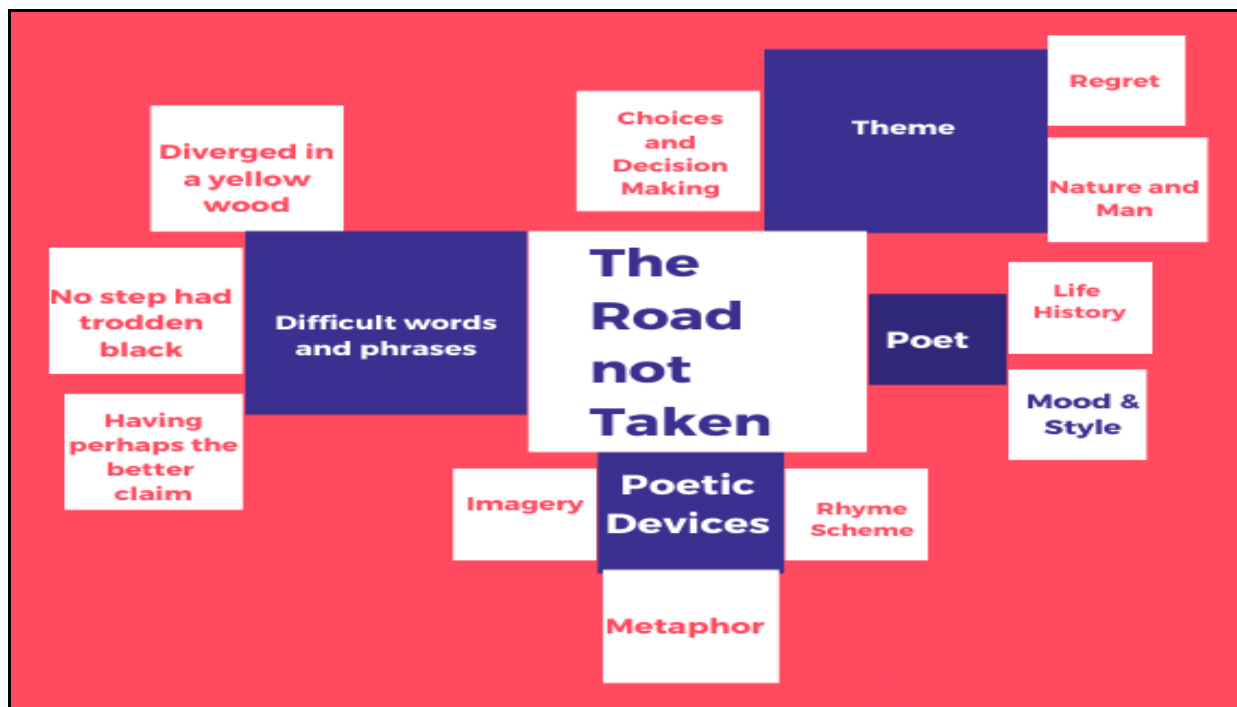 Regret
Theme
Choices
and
Decision
Making
Nature and
Man
Diverged in
a yellow
wood
The
Road
not
Taken
Difficult words
and phrases
No step had
trodden
black
Having
perhaps the
better
claim
Poet
Life
History
Mood &
Style
Poetic
Devices
Imagery
Rhyme
Scheme
Metaphor